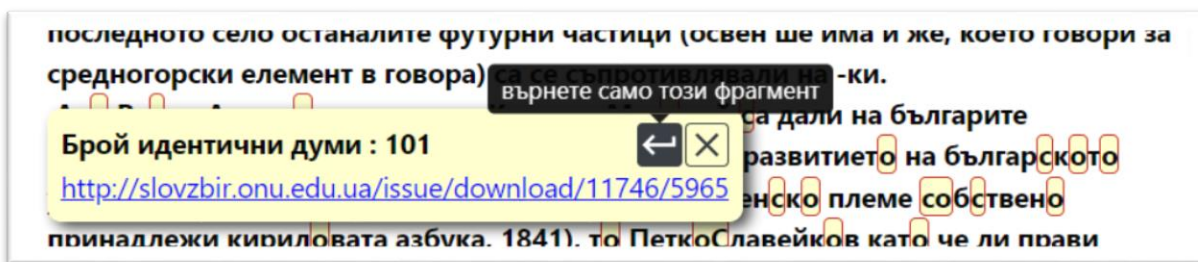 последното село останалите футурни частици (освен ше има и же, което говори за
средногорски елемент в говора) са се съпротивлявали на -ки.
върнете само този фрагмент
са дали на българите
Брой идентични думи : 101
развитието на българското
http://slovzbir.onu.edu.ua/issue/download/11746/5965
енско племе собствено
принадлежи кириловата азбука, 1841), то ПеткоСлавейков като че ли прави